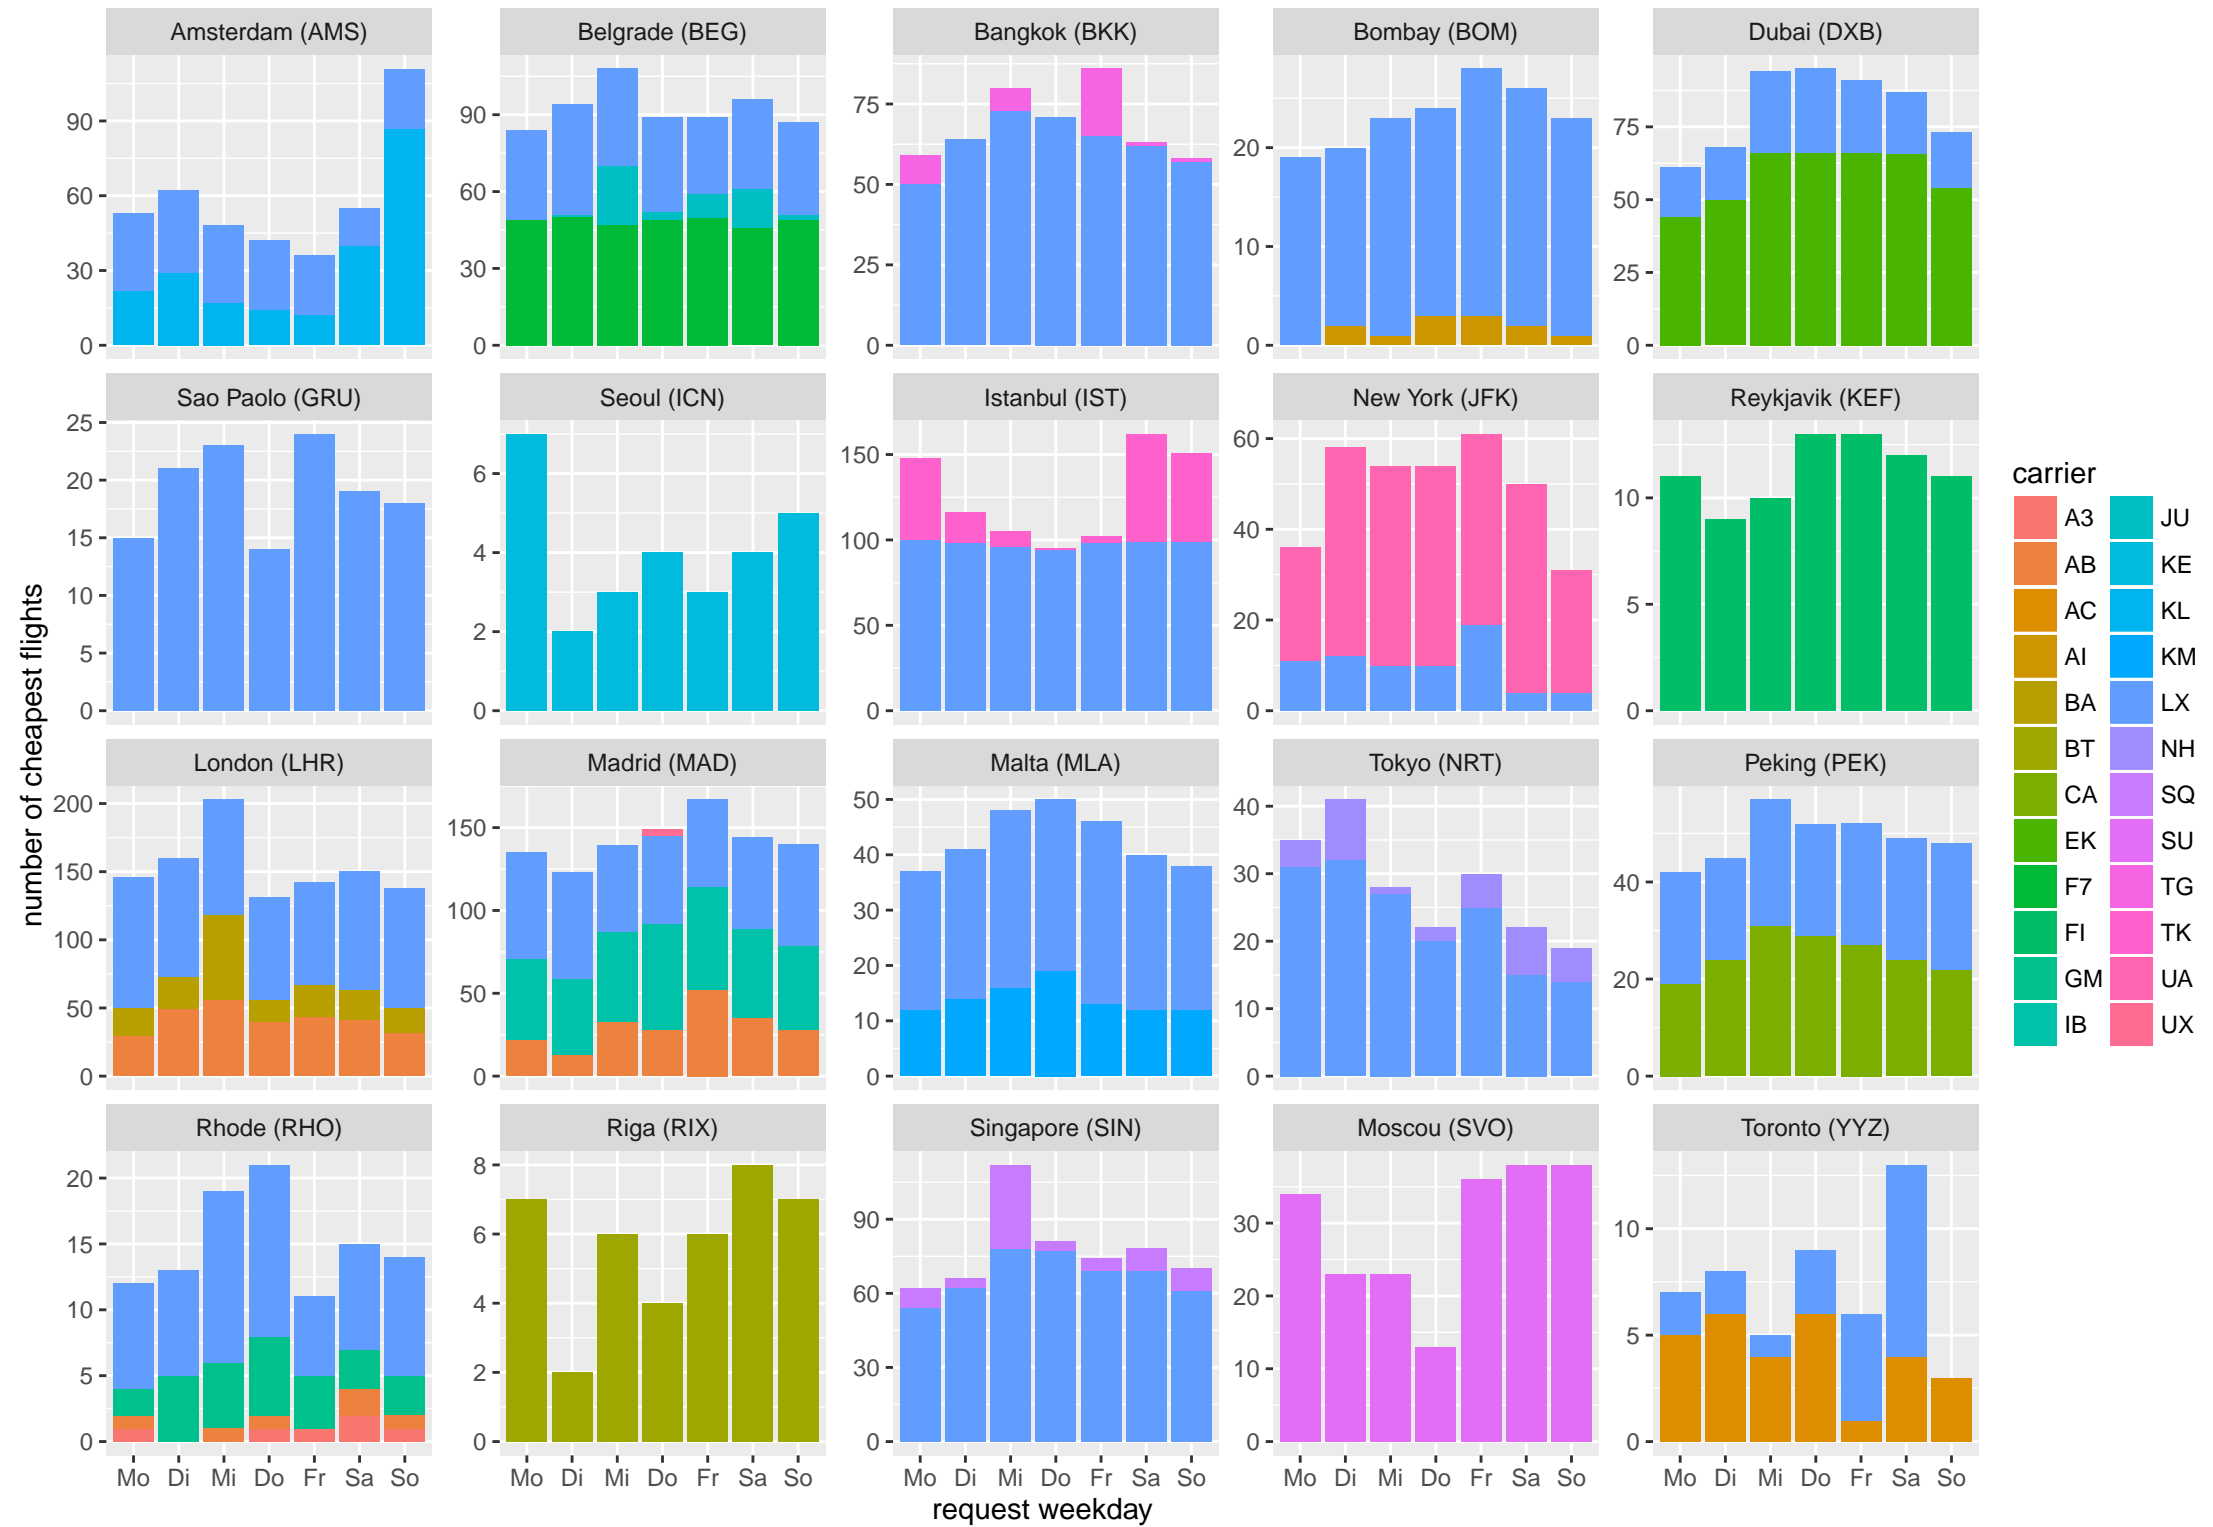 Amsterdam (AMS)
Belgrade (BEG)
Bangkok (BKK)
Bombay (BOM)
Dubai (DXB)
0
30
60
90
0
30
60
90
0
25
50
75
0
10
20
0
25
50
75
Sao Paolo (GRU)
Seoul (ICN)
Istanbul (IST)
New York (JFK)
Reykjavik (KEF)
0
5
10
15
20
25
0
2
4
6
0
50
100
150
0
20
40
60
0
5
10
London (LHR)
Madrid (MAD)
Malta (MLA)
Tokyo (NRT)
Peking (PEK)
0
50
100
150
200
0
50
100
150
0
10
20
30
40
50
0
10
20
30
40
0
20
40
Rhode (RHO)
Riga (RIX)
Singapore (SIN)
Moscou (SVO)
Toronto (YYZ)
0
5
10
15
20
0
2
4
6
8
0
30
60
90
0
10
20
30
0
5
10
Mo Di Mi Do Fr Sa So
Mo Di Mi Do Fr Sa So
Mo Di Mi Do Fr Sa So
Mo Di Mi Do Fr Sa So
Mo Di Mi Do Fr Sa So
request weekday
number of cheapest flights
carrier
A3
AB
AC
AI
BA
BT
CA
EK
F7
FI
GM
IB
JU
KE
KL
KM
LX
NH
SQ
SU
TG
TK
UA
UX